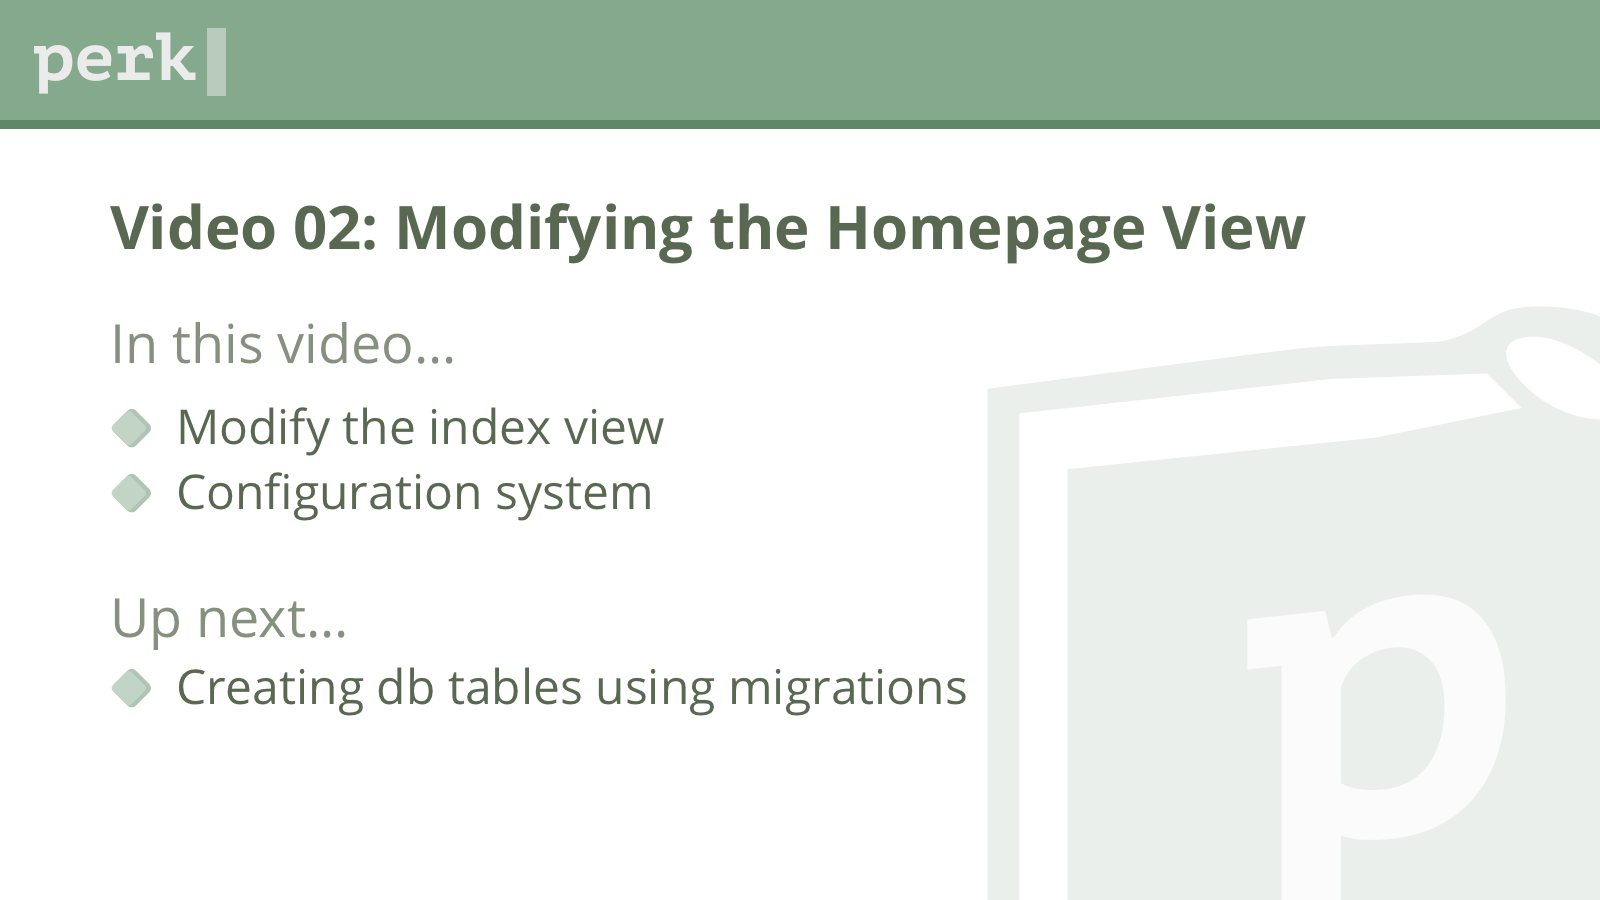 perk
Video 02: Modifying the Homepage View
In this video...
Modify the index view
Configuration system
Up next...
Creating db tables using migrations
p